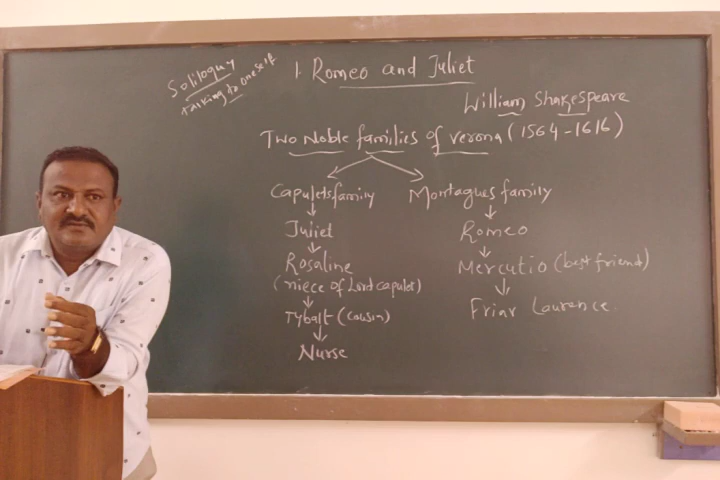 Soliloquy
Talking to oneself
1. Romeo and Juliet
William Shakespeare
Two Noble families of Verona (1564-1616)
Capulets family
Juliet
Rosaline
(niece of Lord capulet)
Tybalt (cousin)
Nurse
Montagues family
Romeo
Mercutio (best friend)
Friar Laurence.